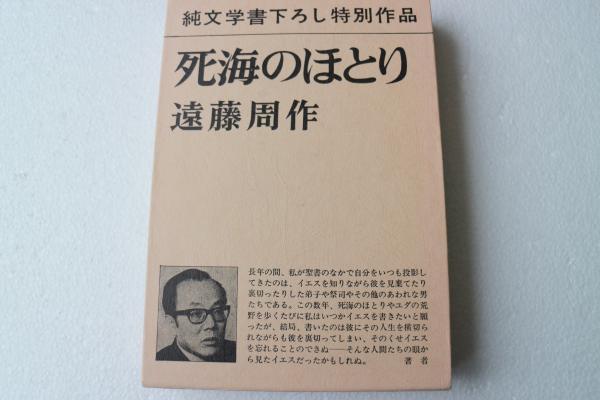 純文学書下ろし特別作品
死海のほとり
遠藤周作
長年の間、私が聖書のなかで自分をいつも投影し
てきたのは、イエスを知りながら彼を見棄てたり
裏切ったりした弟子や祭司やその他のあわれな男
たちである。この数年、死海のほとりやユダの荒
野を歩くたびに私はいつかイエスを書きたいと願
ったが、結局、書いたのは彼にその人生を横切ら
れながらも彼を裏切ってしまい、そのくせイエス
を忘れることのできぬ――そんな人間たちの眼か
ら見たイエスだったかもしれぬ。 著者